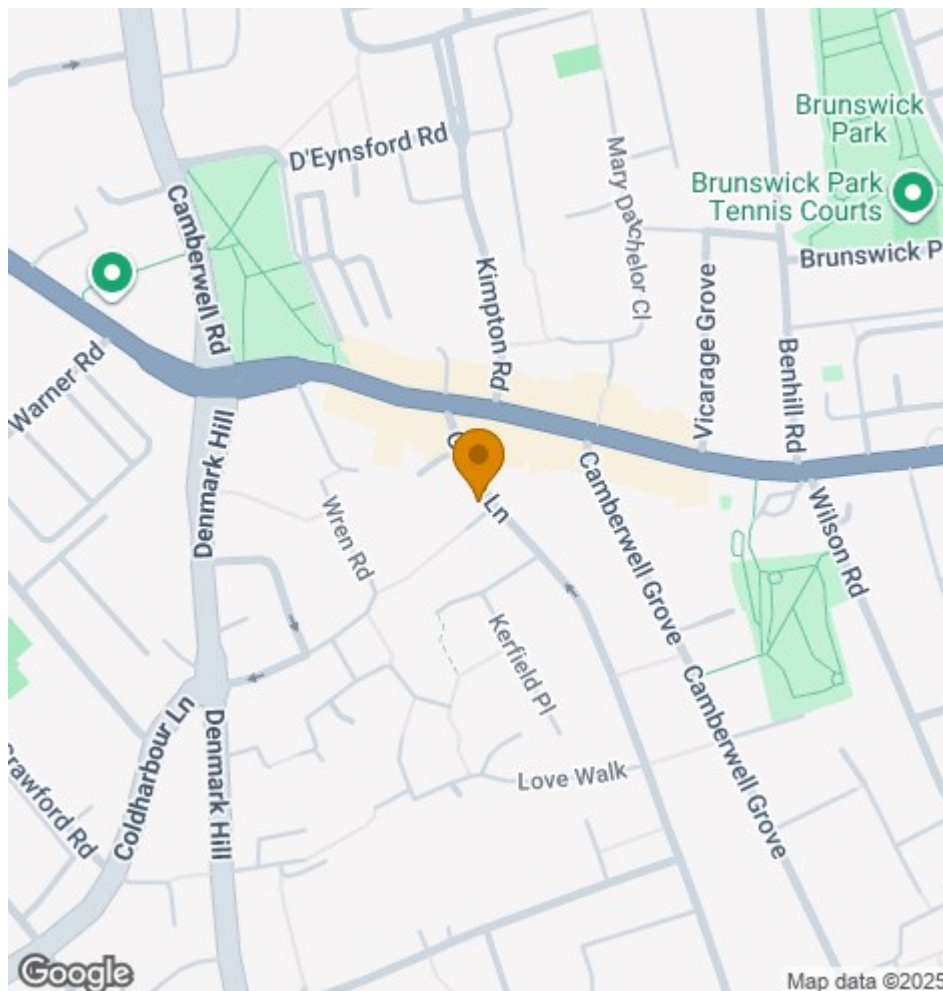 Brunswick
Park
D'Eynsford Rd
Brunswick Park
Tennis Courts
Mary Datchelor Cl
Camberwell Rd
Brunswick P
Kimpton Rd
Vicarage Grove
Benhill Rd
Warner Rd
Denmark Hill
Ln
Camberwell Grove
Wilson Rd
Wren Rd
Kerfield Pl
Camberwell Grove
Coldharbour Ln
Denmark Hill
Love Walk
Crawford Rd
Google
Map data ©2025